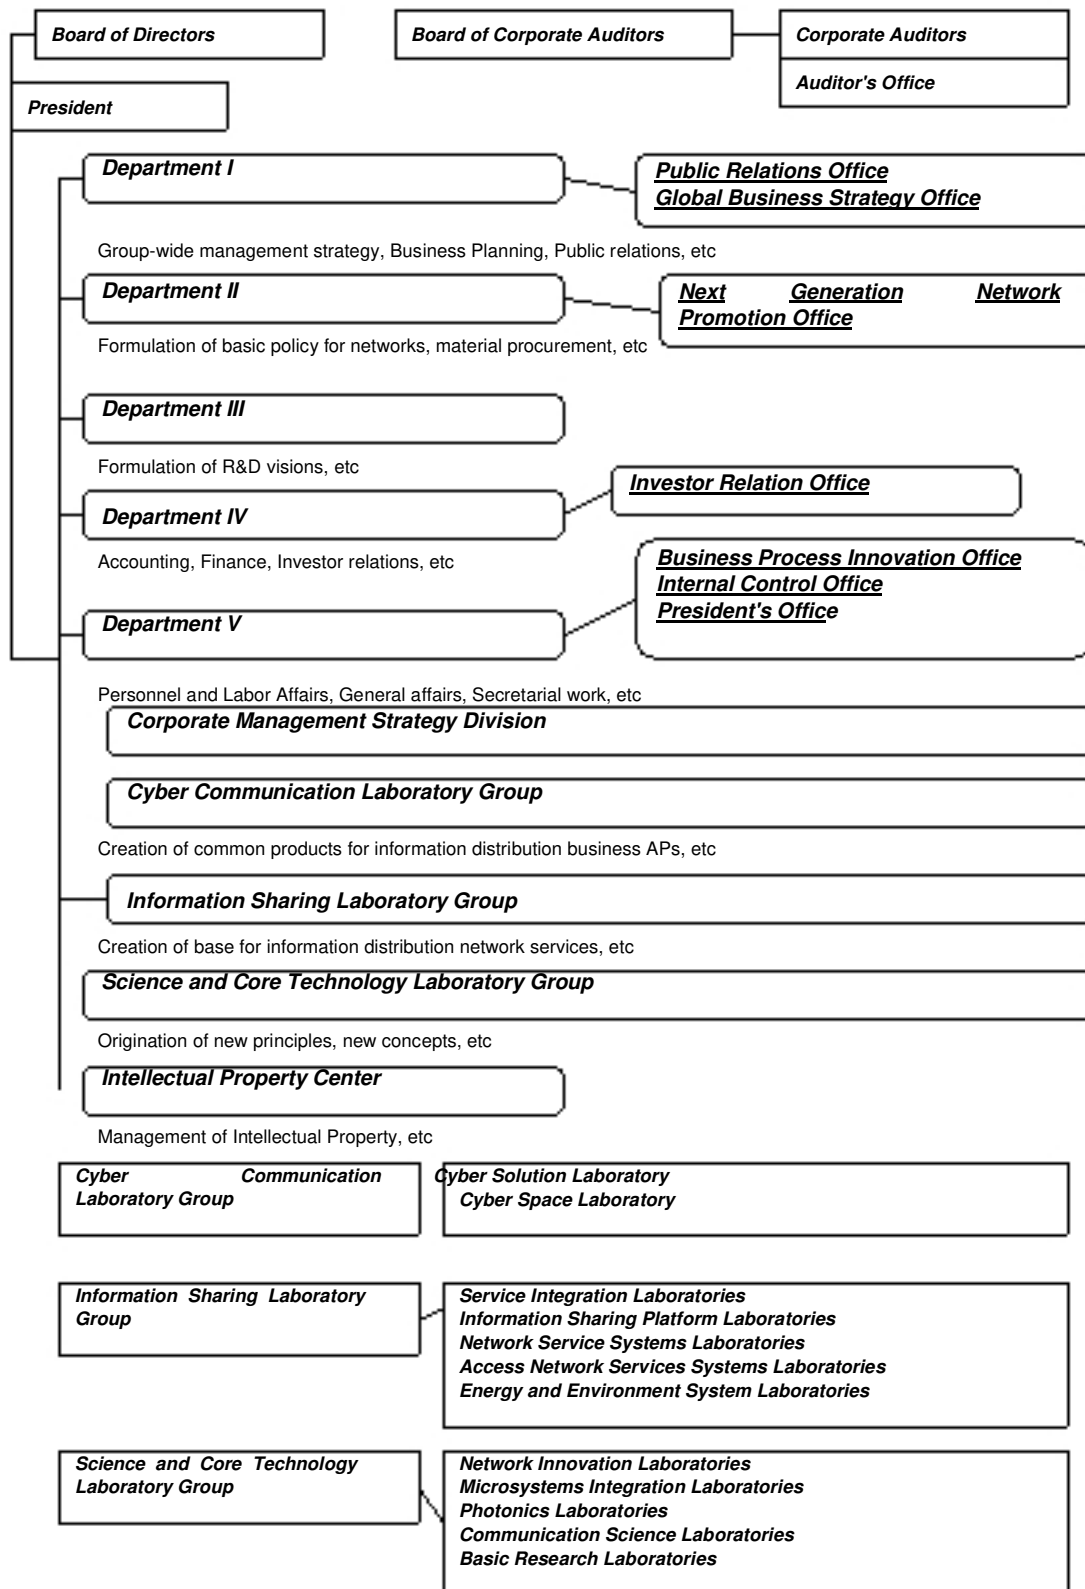 Board of Directors
Board of Corporate Auditors
Corporate Auditors
Auditor's Office
President
Department I
Public Relations Office
Global Business Strategy Office
Group-wide management strategy, Business Planning, Public relations, etc
Department II
Next Generation Network
Promotion Office
Formulation of basic policy for networks, material procurement, etc
Department III
Formulation of R&D visions, etc
Investor Relation Office
Department IV
Accounting, Finance, Investor relations, etc
Business Process Innovation Office
Internal Control Office
President's Office
Department V
Personnel and Labor Affairs, General affairs, Secretarial work, etc
Corporate Management Strategy Division
Cyber Communication Laboratory Group
Creation of common products for information distribution business APs, etc
Information Sharing Laboratory Group
Creation of base for information distribution network services, etc
Science and Core Technology Laboratory Group
Origination of new principles, new concepts, etc
Intellectual Property Center
Management of Intellectual Property, etc
Cyber Communication
Laboratory Group
Cyber Solution Laboratory
Cyber Space Laboratory
Information Sharing Laboratory
Group
Service Integration Laboratories
Information Sharing Platform Laboratories
Network Service Systems Laboratories
Access Network Services Systems Laboratories
Energy and Environment System Laboratories
Science and Core Technology
Laboratory Group
Network Innovation Laboratories
Microsystems Integration Laboratories
Photonics Laboratories
Communication Science Laboratories
Basic Research Laboratories